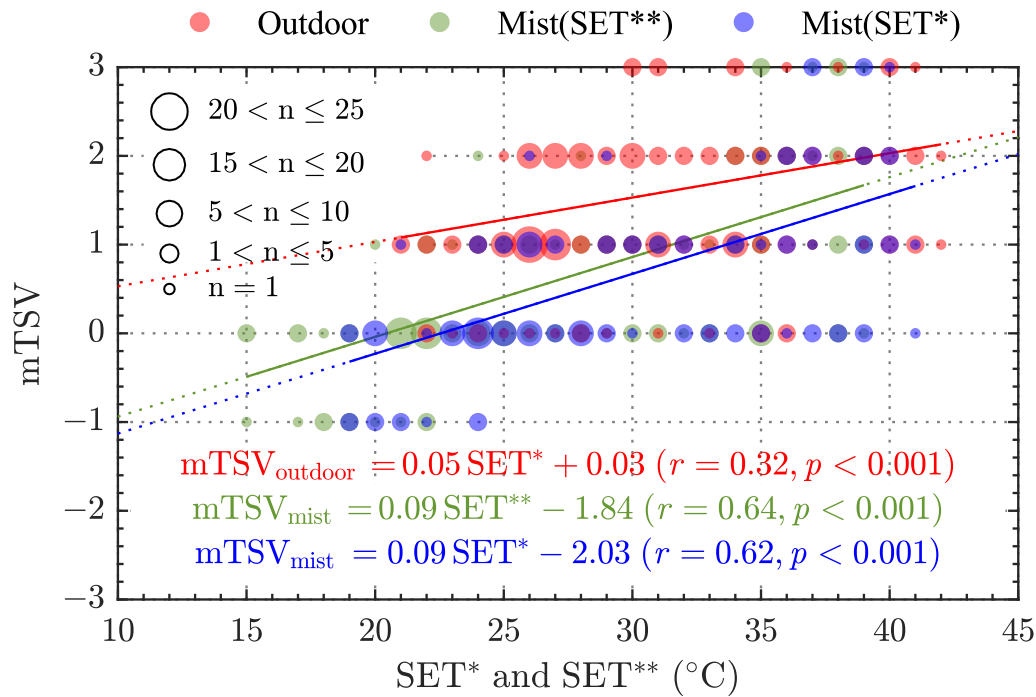 Outdoor Mist(SET**) Mist(SET*)
3
20 < n ≤ 25
15 < n ≤ 20
2
5 < n ≤ 10
1 < n ≤ 5
1
n = 1
0
mTSV
−1
mTSV_outdoor = 0.05 SET* + 0.03 (r = 0.32, p < 0.001)
−2
mTSV_mist = 0.09 SET** − 1.84 (r = 0.64, p < 0.001)
mTSV_mist = 0.09 SET* − 2.03 (r = 0.62, p < 0.001)
−3
10 15 20 25 30 35 40 45
SET* and SET** (°C)